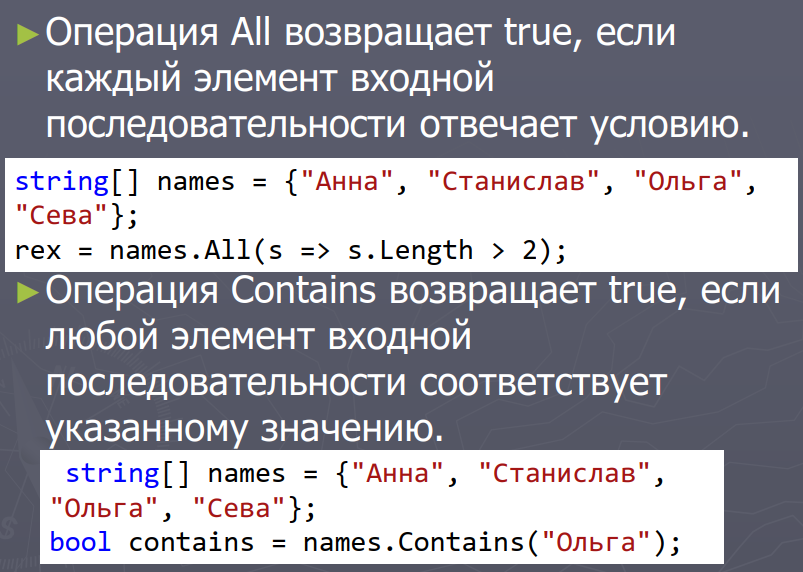 ►Операция All возвращает true, если
каждый элемент входной
последовательности отвечает условию.
string[] names = {"Анна", "Станислав", "Ольга",
"Сева"};
rex = names.All(s => s.Length > 2);
►Операция Contains возвращает true, если
любой элемент входной
последовательности соответствует
указанному значению.
string[] names = {"Анна", "Станислав",
"Ольга", "Сева"};
bool contains = names.Contains("Ольга");